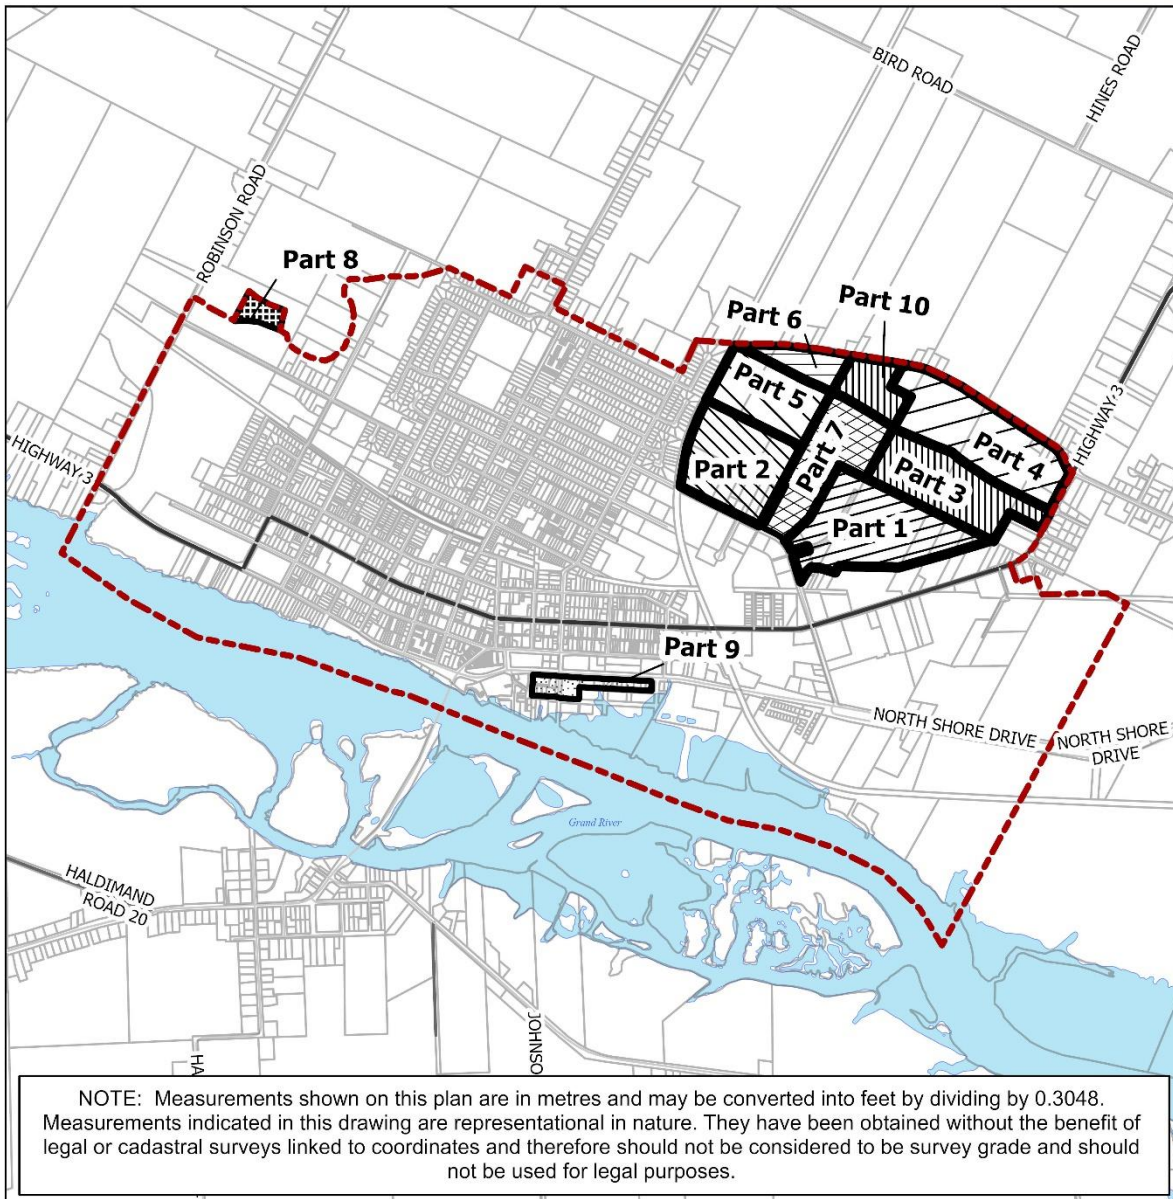 BIRD ROAD
HINES ROAD
ROBINSON ROAD
Part 8
Part 10
Part 6
Part 5
Part 7
Part 2
Part 4
Part 3
Part 1
HIGHWAY 3
HIGHWAY 3
Part 9
NORTH SHORE DRIVE
NORTH SHORE
DRIVE
Grand River
HALDIMAND
ROAD 20
HA
JOHNSO
NOTE: Measurements shown on this plan are in metres and may be converted into feet by dividing by 0.3048.
Measurements indicated in this drawing are representational in nature. They have been obtained without the benefit of
legal or cadastral surveys linked to coordinates and therefore should not be considered to be survey grade and should
not be used for legal purposes.